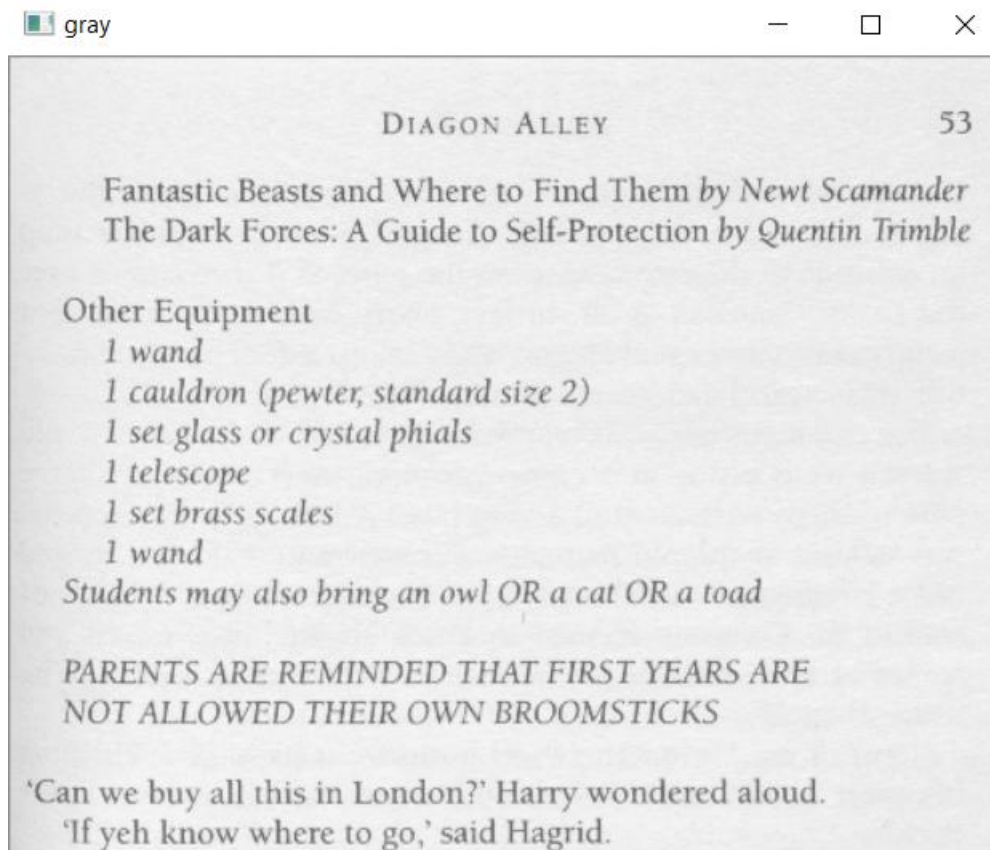 gray
DIAGON ALLEY 53
Fantastic Beasts and Where to Find Them by Newt Scamander
The Dark Forces: A Guide to Self-Protection by Quentin Trimble
Other Equipment
1 wand
1 cauldron (pewter, standard size 2)
1 set glass or crystal phials
1 telescope
1 set brass scales
1 wand
Students may also bring an owl OR a cat OR a toad
PARENTS ARE REMINDED THAT FIRST YEARS ARE
NOT ALLOWED THEIR OWN BROOMSTICKS
‘Can we buy all this in London?’ Harry wondered aloud.
‘If yeh know where to go,’ said Hagrid.